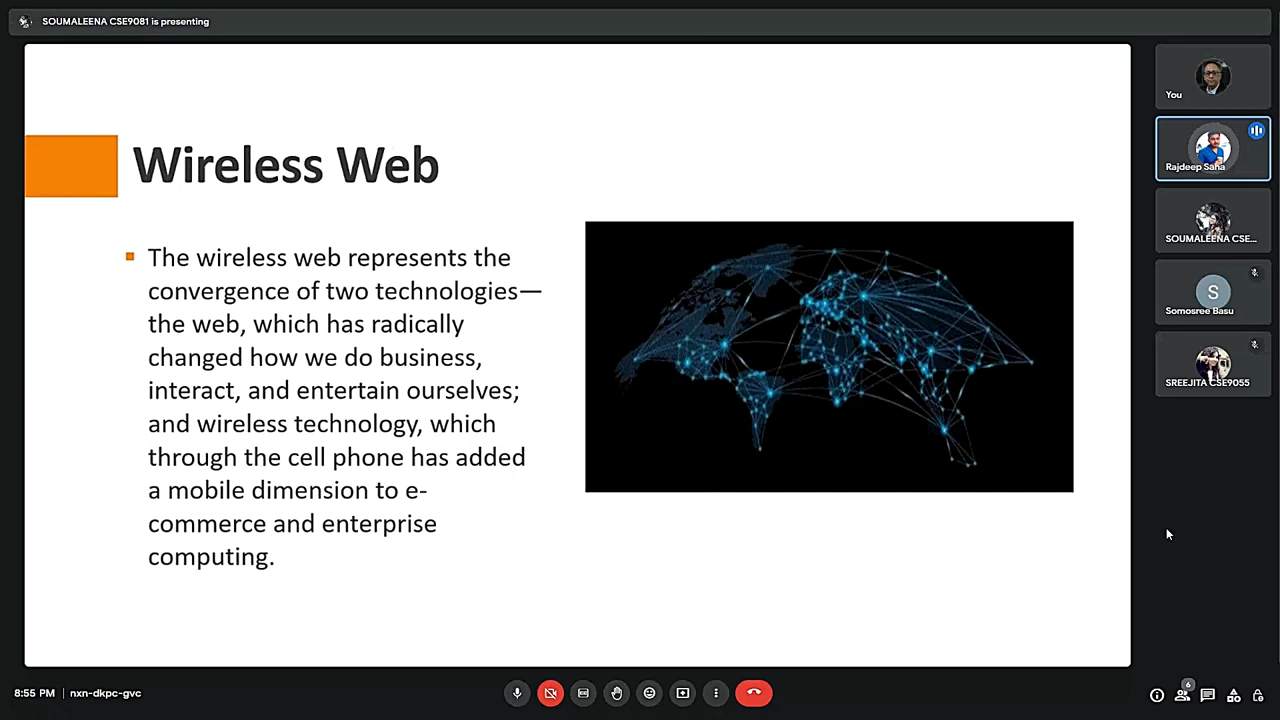 SOUMALEENA CSE9081 is presenting
Wireless Web
The wireless web represents the
convergence of two technologies—
the web, which has radically
changed how we do business,
interact, and entertain ourselves;
and wireless technology, which
through the cell phone has added
a mobile dimension to e-
commerce and enterprise
computing.
You
Rajdeep Saha
SOUMALEENA CSE...
S
Somosree Basu
SREEJITA CSE9055
8:55 PM | nxn-dkpc-gvc
6